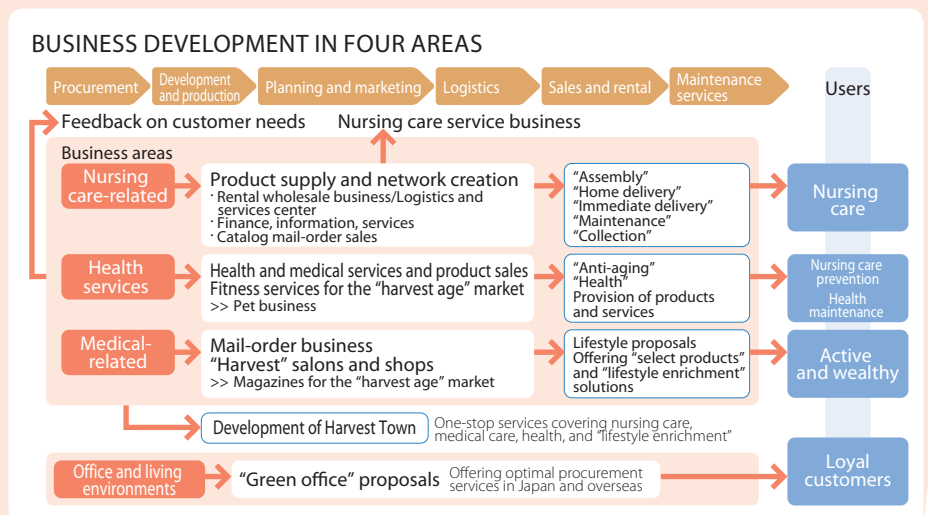 BUSINESS DEVELOPMENT IN FOUR AREAS
Procurement
Development
and production
Planning and marketing
Logistics
Sales and rental
Maintenance
services
Users
Feedback on customer needs
Nursing care service business
Business areas
Nursing
care-related
Product supply and network creation
· Rental wholesale business/Logistics and
services center
· Finance, information, services
· Catalog mail-order sales
“Assembly”
“Home delivery”
“Immediate delivery”
“Maintenance”
“Collection”
Nursing
care
Health
services
Health and medical services and product sales
Fitness services for the “harvest age” market
>> Pet business
“Anti-aging”
“Health”
Provision of products
and services
Nursing care
prevention
Health
maintenance
Medical-
related
Mail-order business
“Harvest” salons and shops
>> Magazines for the “harvest age” market
Lifestyle proposals
Offering “select products”
and “lifestyle enrichment”
solutions
Active
and wealthy
Development of Harvest Town
One-stop services covering nursing care,
medical care, health, and “lifestyle enrichment”
Office and living
environments
“Green office” proposals
Offering optimal procurement
services in Japan and overseas
Loyal
customers